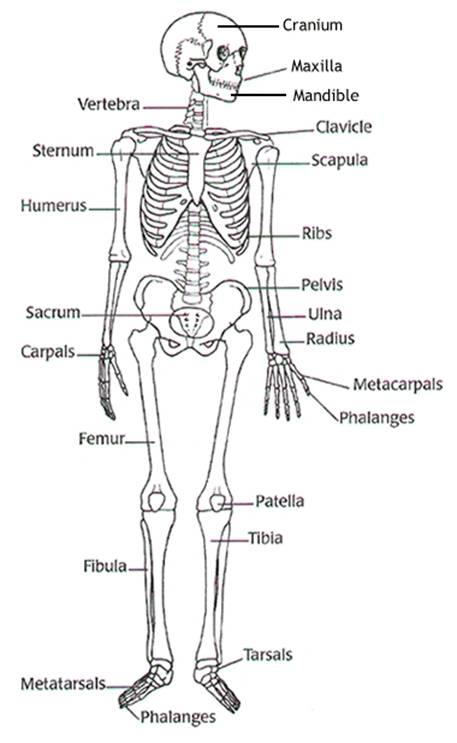 Cranium
Maxilla
Mandible
Vertebra
Clavicle
Sternum
Scapula
Humerus
Ribs
Pelvis
Sacrum
Ulna
Radius
Carpals
Metacarpals
Phalanges
Femur
Patella
Tibia
Fibula
Tarsals
Metatarsals
Phalanges